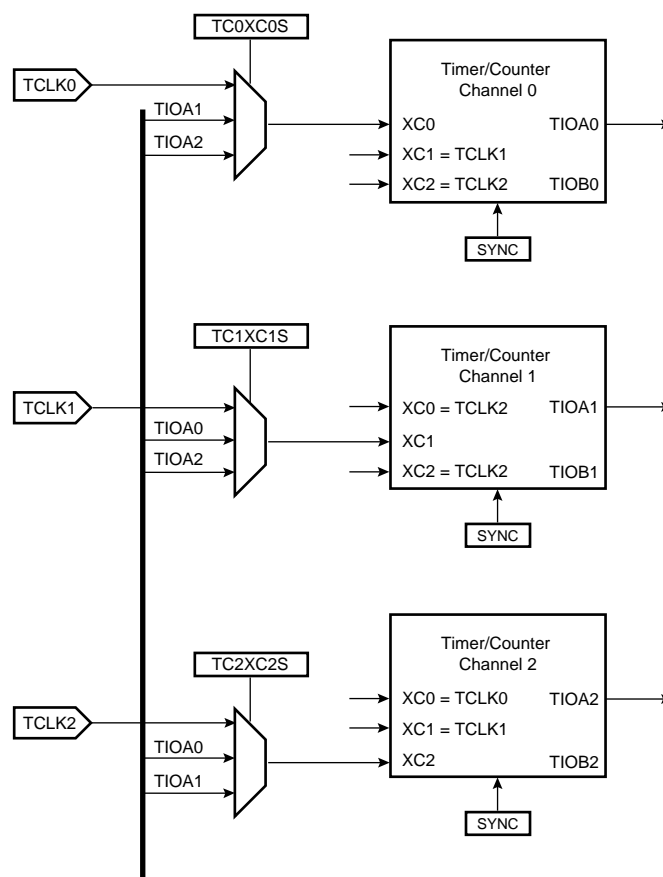 TC0XC0S
TCLK0
TIOA1
TIOA2
Timer/Counter
Channel 0
XC0
TIOA0
XC1 = TCLK1
XC2 = TCLK2
TIOB0
SYNC
TC1XC1S
TCLK1
TIOA0
TIOA2
Timer/Counter
Channel 1
XC0 = TCLK2
TIOA1
XC1
XC2 = TCLK2
TIOB1
SYNC
TC2XC2S
TCLK2
TIOA0
TIOA1
Timer/Counter
Channel 2
XC0 = TCLK0
TIOA2
XC1 = TCLK1
XC2
TIOB2
SYNC